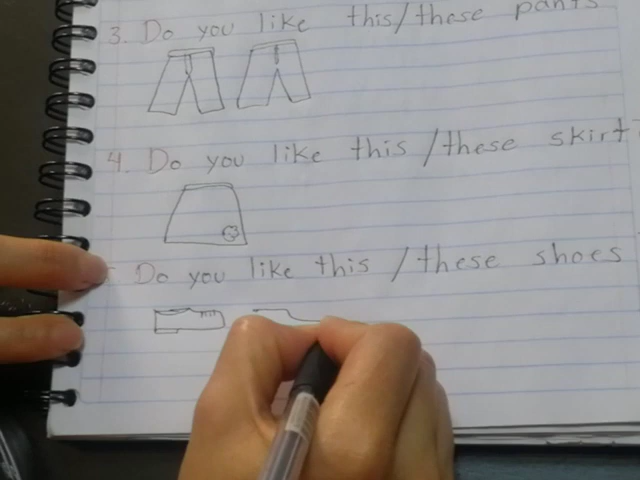 3. Do you like this/these pants
4. Do you like this/these skirt?
Do you like this/these shoes